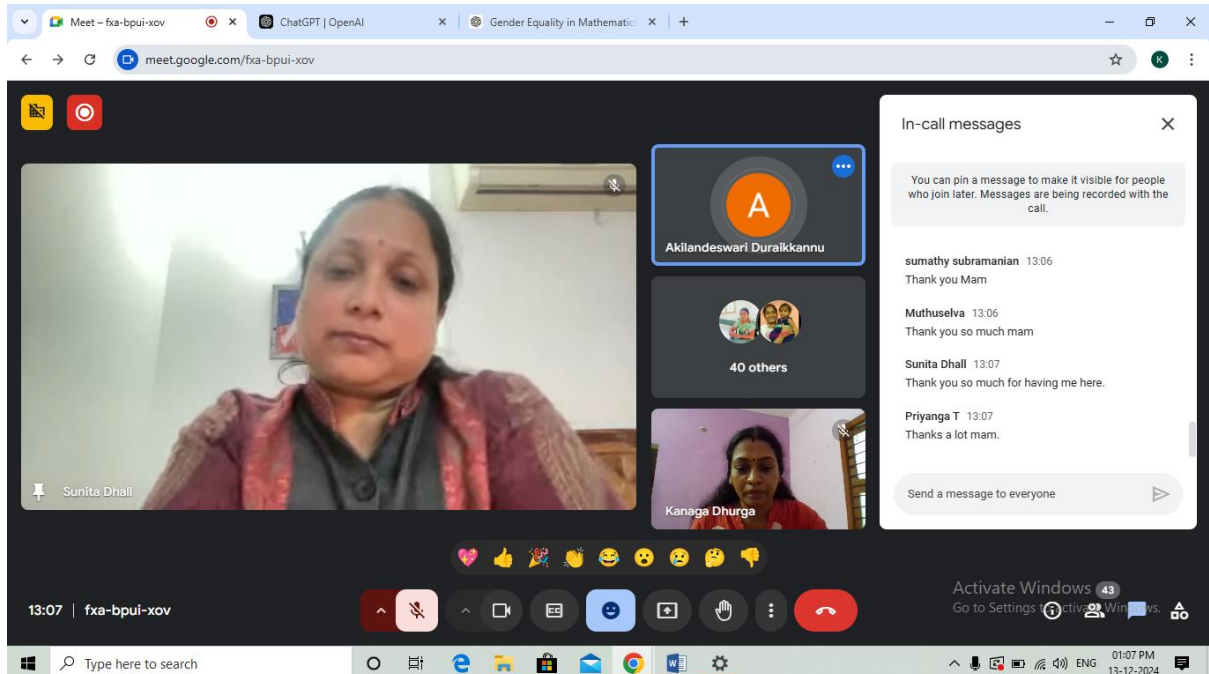 Meet – fxa-bpui-xov
ChatGPT | OpenAI
Gender Equality in Mathematic
meet.google.com/fxa-bpui-xov
K
In-call messages
You can pin a message to make it visible for people
who join later. Messages are being recorded with the
call.
A
Akilandeswari Duraikkannu
sumathy subramanian 13:06
Thank you Mam
Muthuselva 13:06
Thank you so much mam
40 others
Sunita Dhall 13:07
Thank you so much for having me here.
Priyanga T 13:07
Thanks a lot mam.
Sunita Dhall
Kanaga Dhurga
Send a message to everyone
13:07 | fxa-bpui-xov
CC
Activate Windows
43
Go to Settings to activate Windows.
Type here to search
W
ENG
01:07 PM
13-12-2024